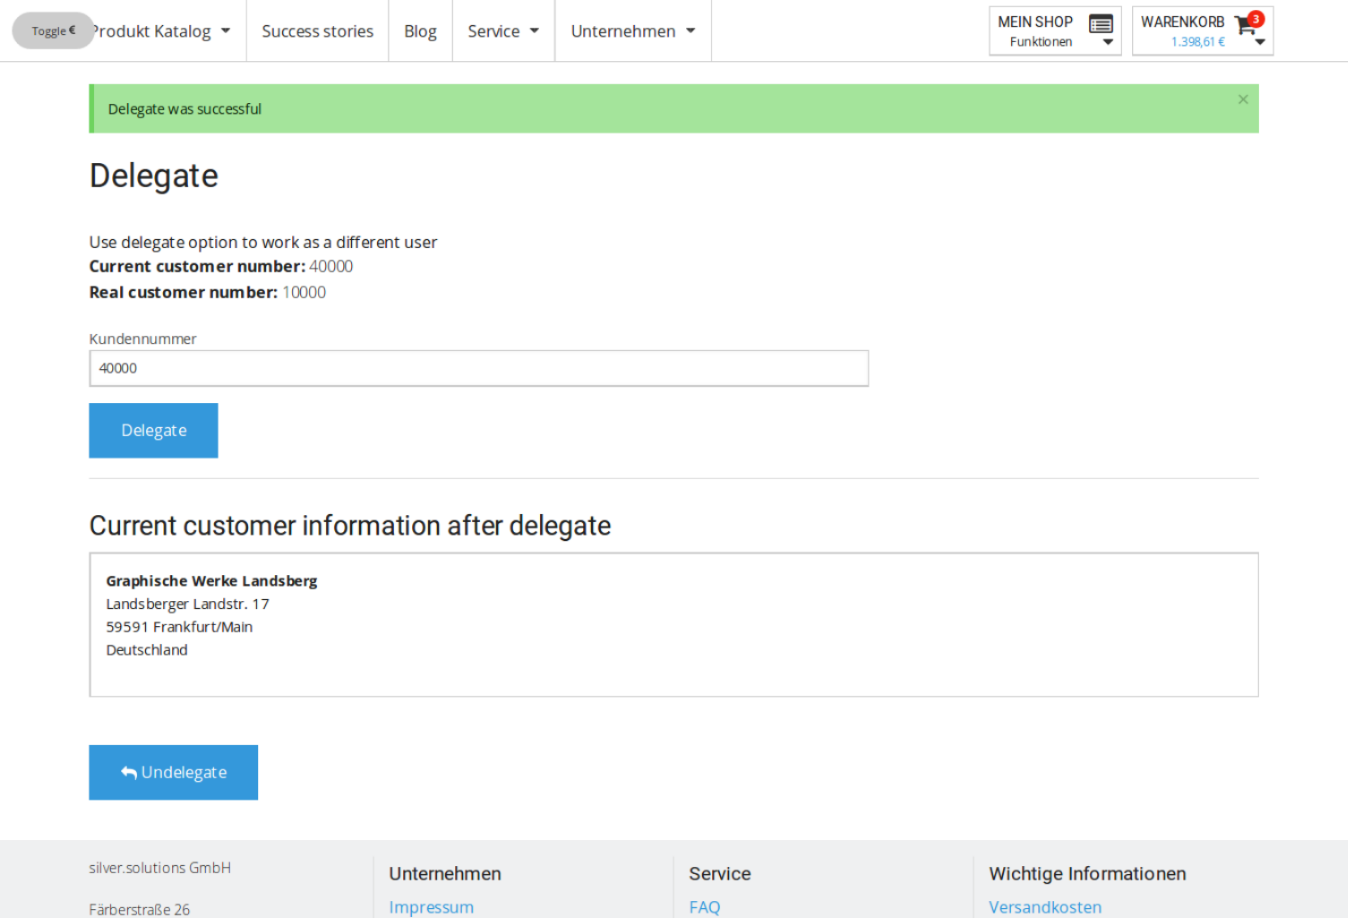 Toggle €
Produkt Katalog
Success stories
Blog
Service
Unternehmen
MEIN SHOP
Funktionen
WARENKORB
3
1.398,61 €
Delegate was successful
×
Delegate
Use delegate option to work as a different user
Current customer number: 40000
Real customer number: 10000
Kundennummer
40000
Delegate
Current customer information after delegate
Graphische Werke Landsberg
Landsberger Landstr. 17
59591 Frankfurt/Main
Deutschland
Undelegate
silver.solutions GmbH
Färberstraße 26
Unternehmen
Impressum
Service
FAQ
Wichtige Informationen
Versandkosten